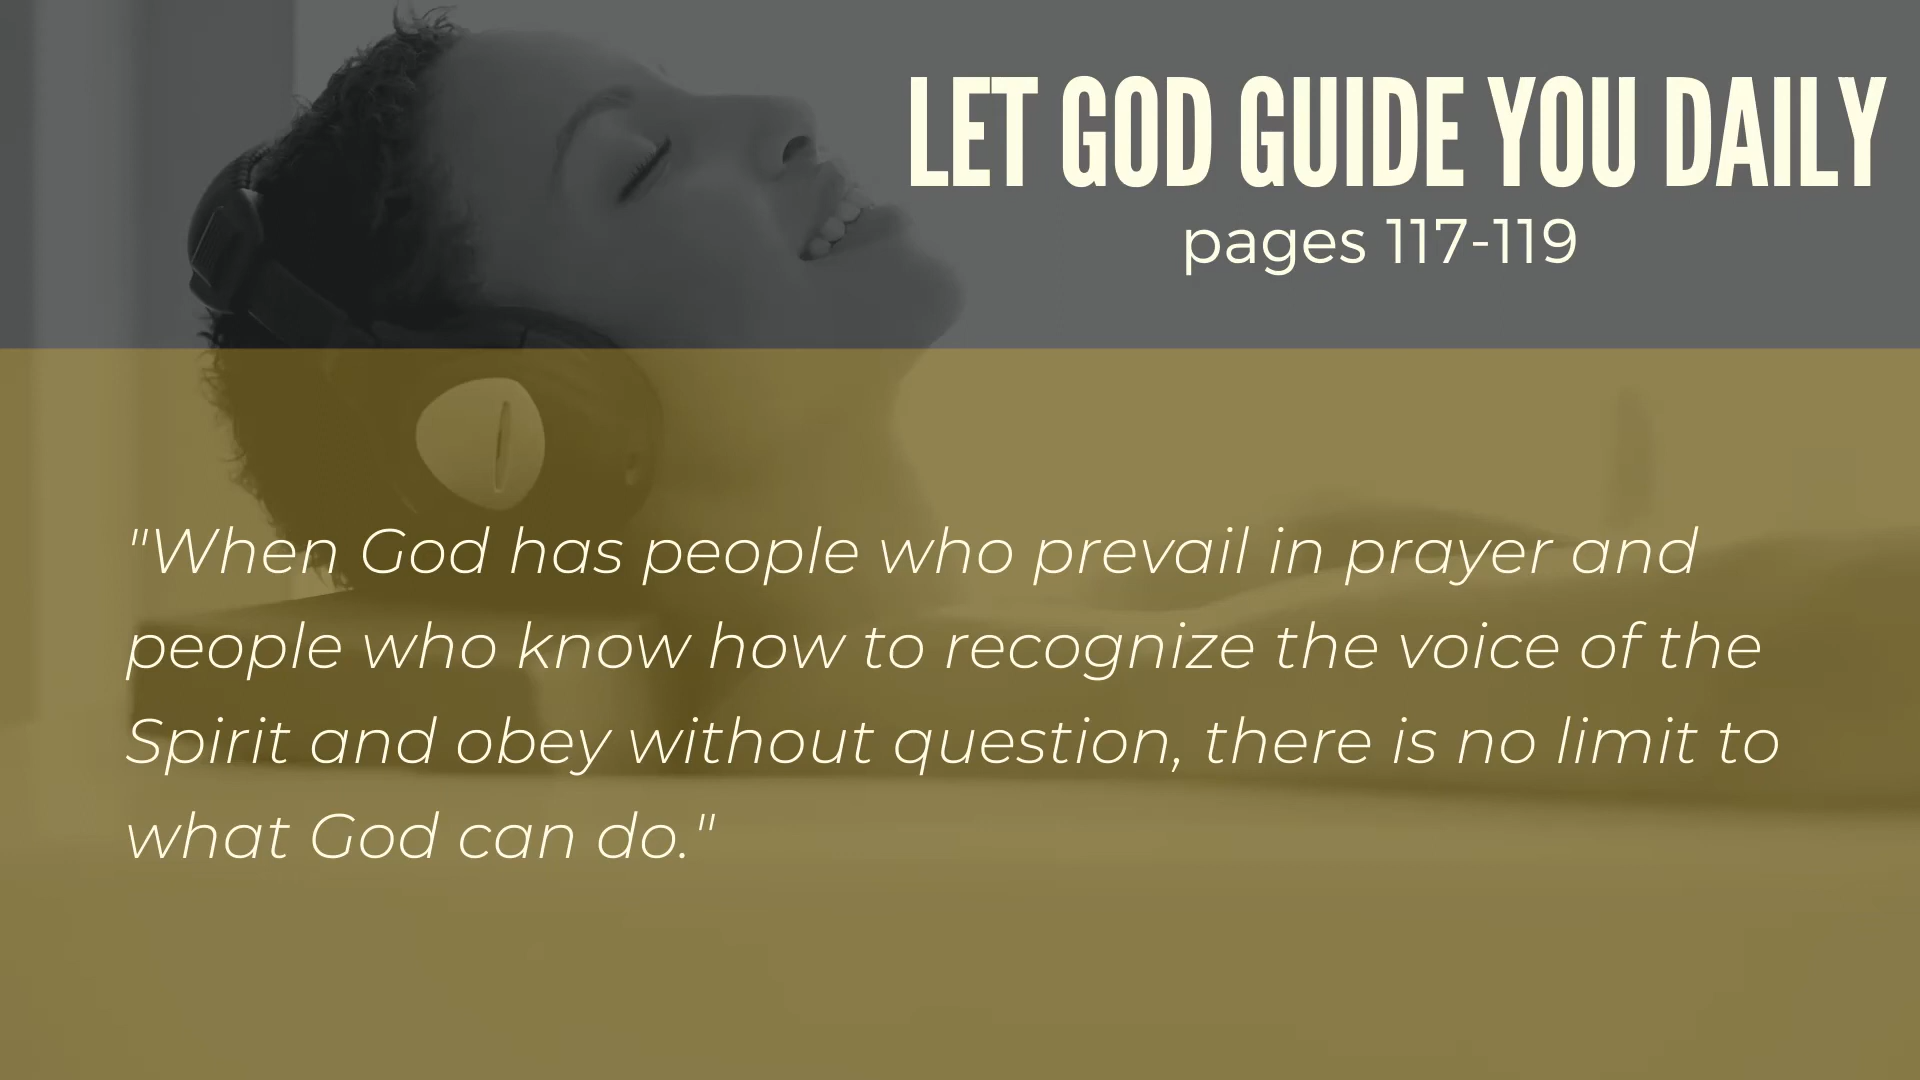 LET GOD GUIDE YOU DAILY
pages 117-119
"When God has people who prevail in prayer and
people who know how to recognize the voice of the
Spirit and obey without question, there is no limit to
what God can do."